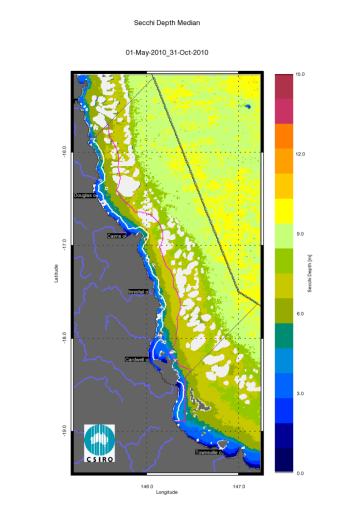 Secchi Depth Median
01-May-2010_31-Oct-2010
15.0
12.0
9.0
6.0
3.0
0.0
Secchi Depth [m]
Latitude
-16.0
-17.0
-18.0
-19.0
Douglas
Cairns
Innisfail
Cardwell
Townsville
CSIRO
146.0
147.0
Longitude